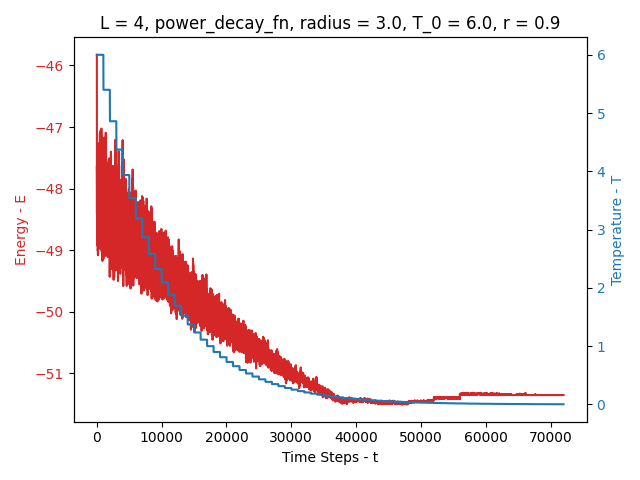 L = 4, power_decay_fn, radius = 3.0, T_0 = 6.0, r = 0.9
Energy - E
−46
−47
−48
−49
−50
−51
6
5
4
3
2
1
0
Temperature - T
0 10000 20000 30000 40000 50000 60000 70000
Time Steps - t